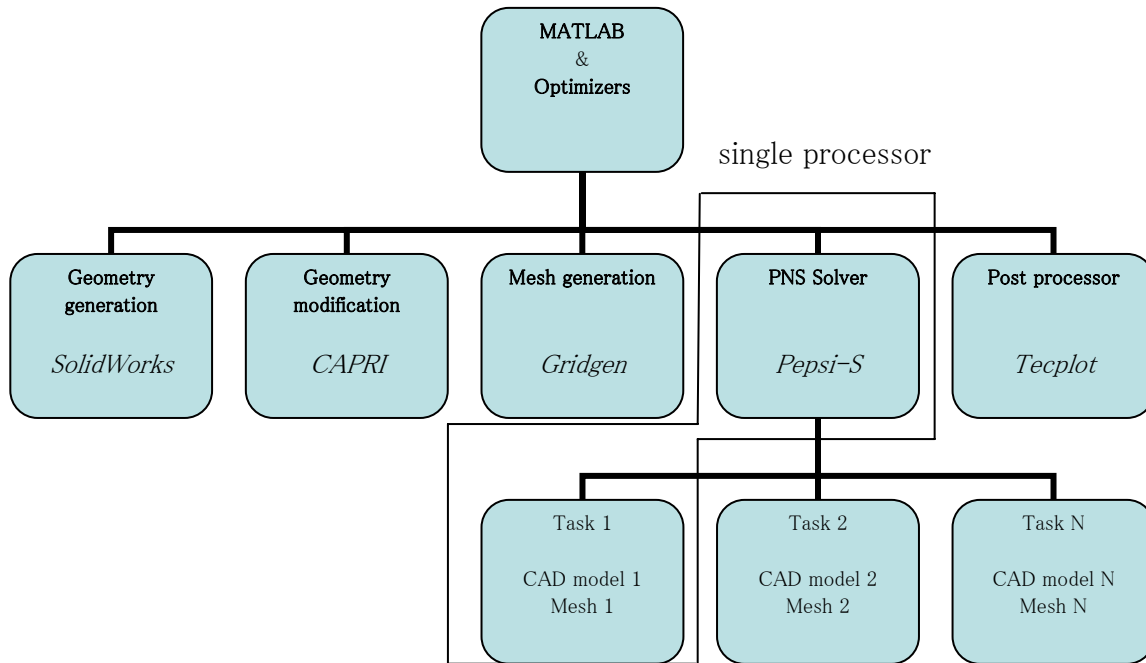 MATLAB
&
Optimizers
single processor
Geometry
generation
SolidWorks
Geometry
modification
CAPRI
Mesh generation
Gridgen
PNS Solver
Pepsi-S
Post processor
Tecplot
Task 1
CAD model 1
Mesh 1
Task 2
CAD model 2
Mesh 2
Task N
CAD model N
Mesh N